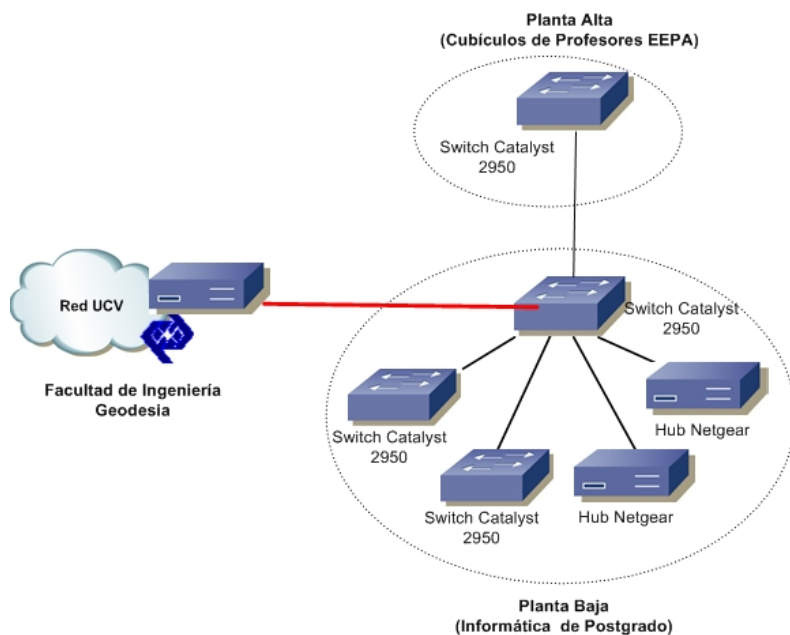 Planta Alta
(Cubículos de Profesores EEPA)
Switch Catalyst
2950
Red UCV
Switch Catalyst
2950
Facultad de Ingeniería
Geodesia
Switch Catalyst
2950
Hub Netgear
Switch Catalyst
2950
Hub Netgear
Planta Baja
(Informática de Postgrado)